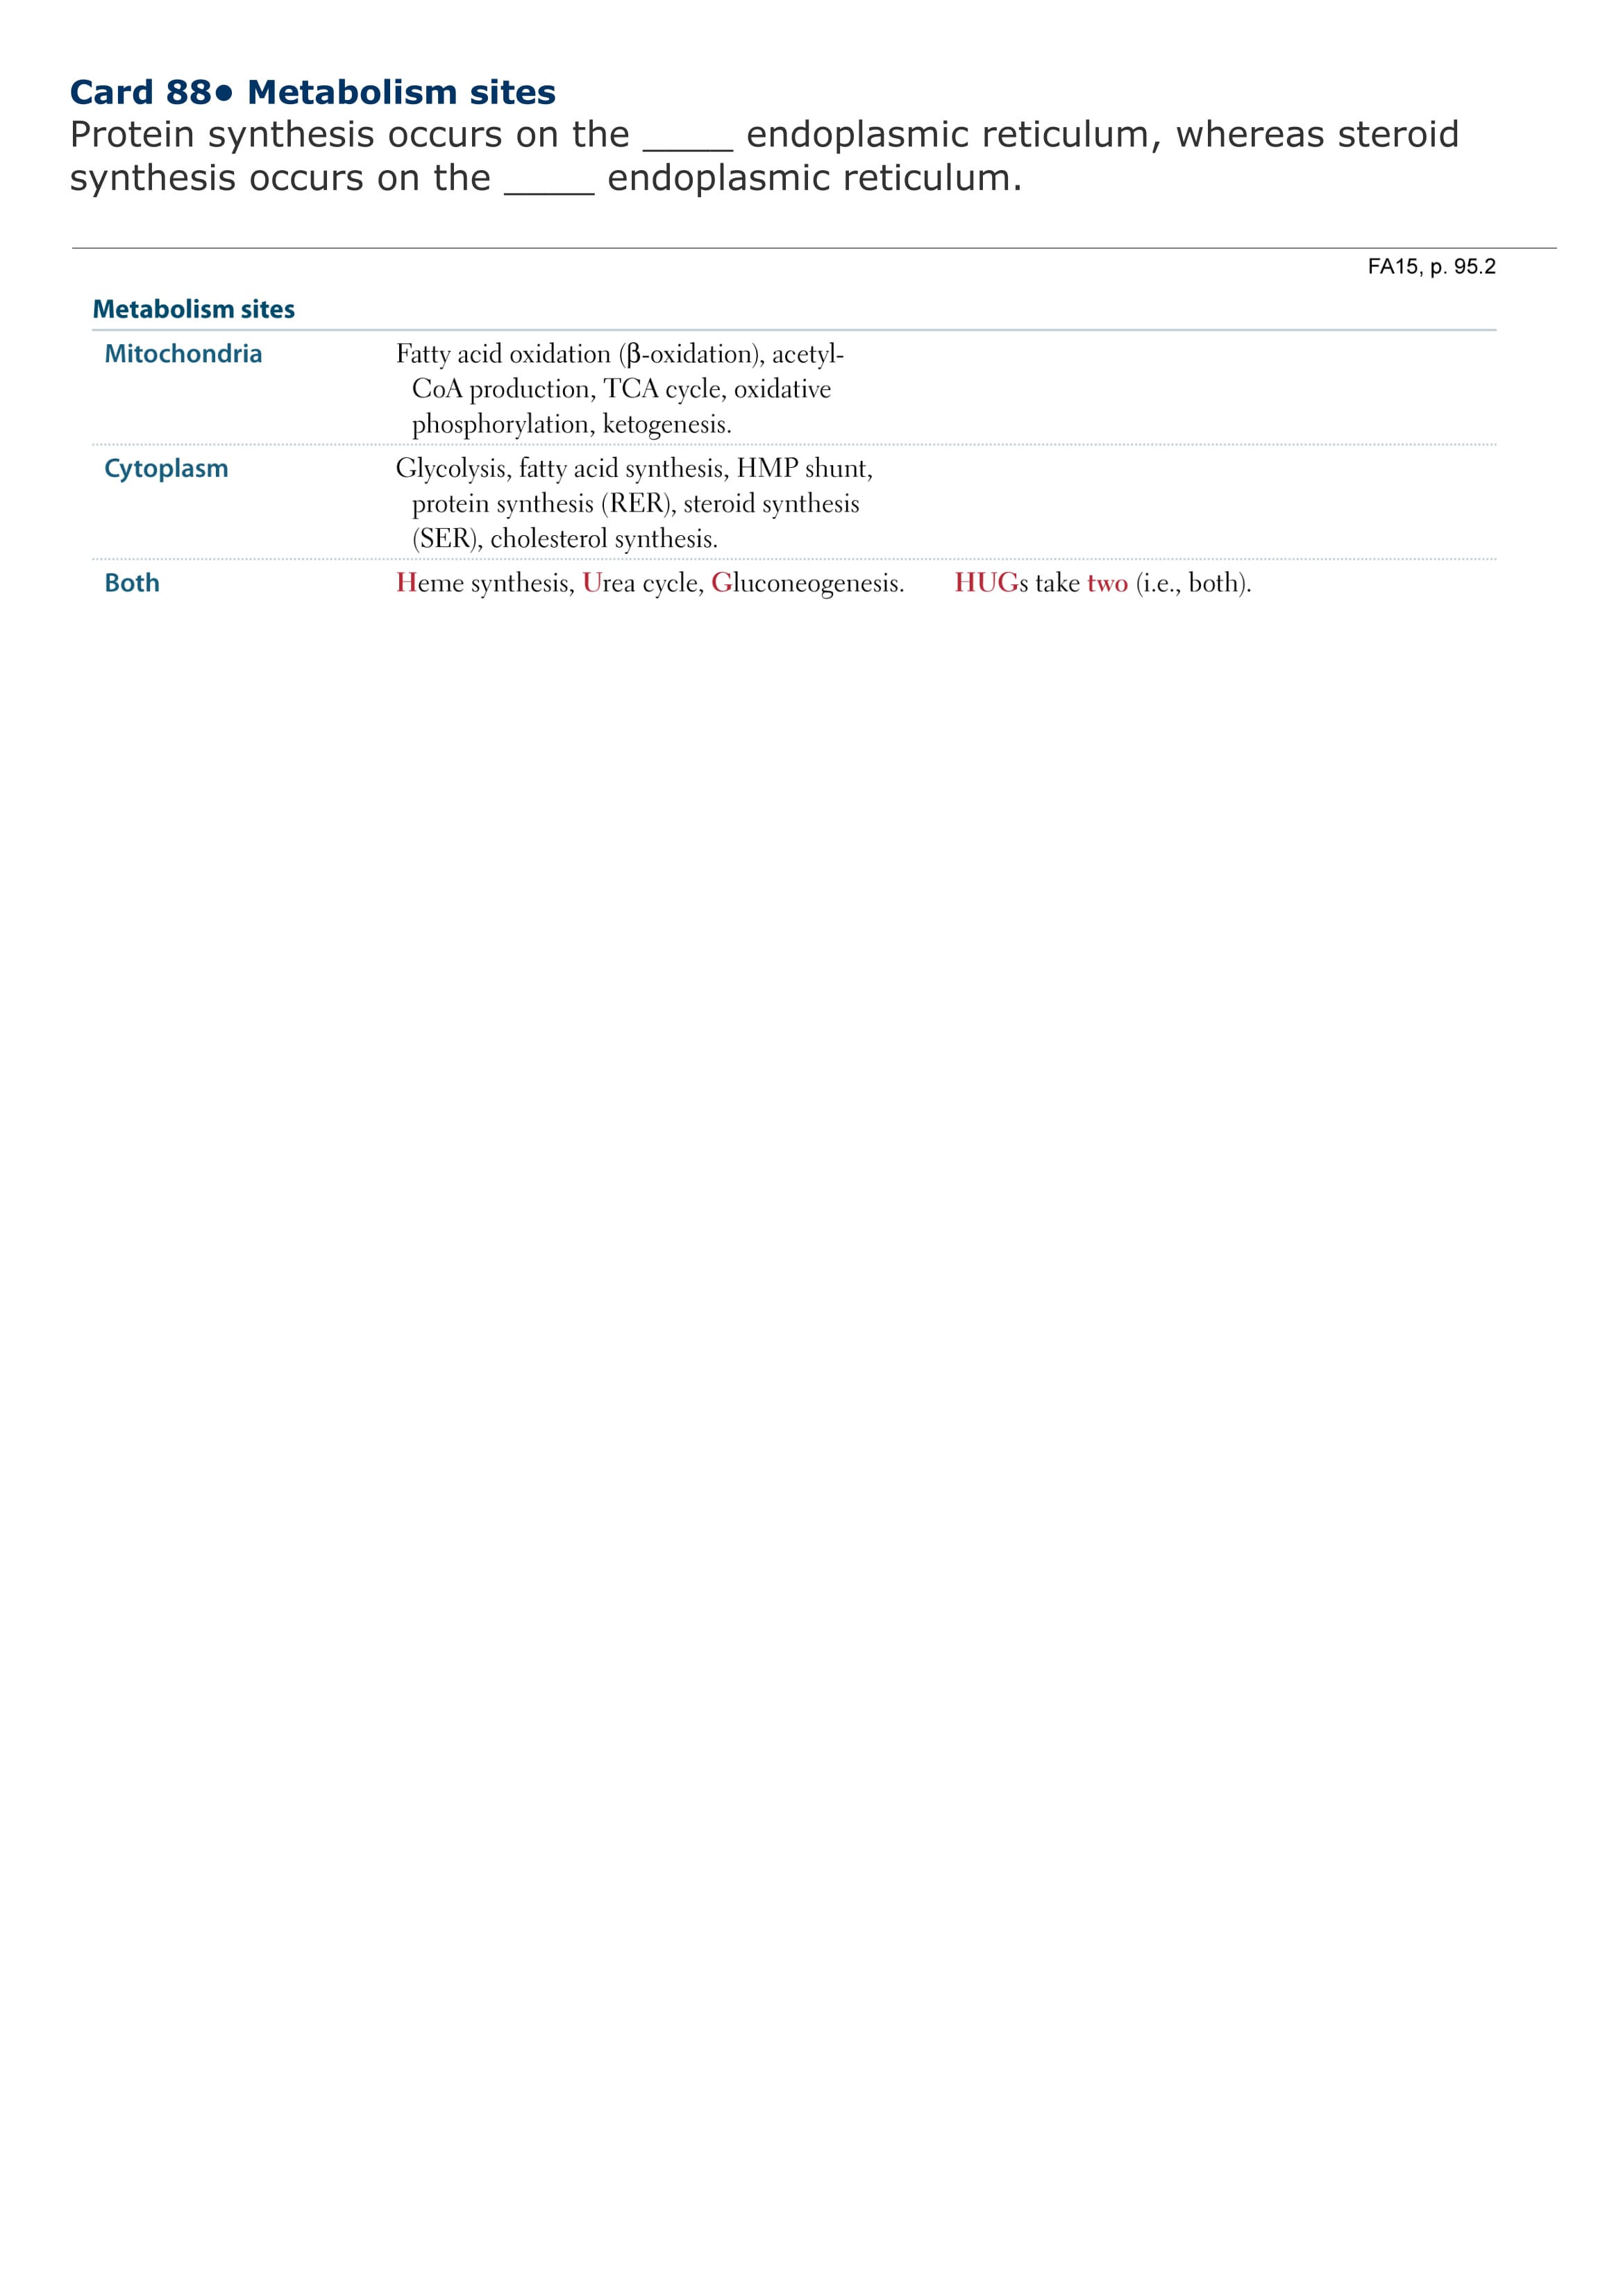 Card 88• Metabolism sites
Protein synthesis occurs on the _____ endoplasmic reticulum, whereas steroid
synthesis occurs on the _____ endoplasmic reticulum.
FA15, p. 95.2
Metabolism sites
Mitochondria
Fatty acid oxidation (β-oxidation), acetyl-
CoA production, TCA cycle, oxidative
phosphorylation, ketogenesis.
Cytoplasm
Glycolysis, fatty acid synthesis, HMP shunt,
protein synthesis (RER), steroid synthesis
(SER), cholesterol synthesis.
Both
Heme synthesis, Urea cycle, Gluconeogenesis.
HUGs take two (i.e., both).